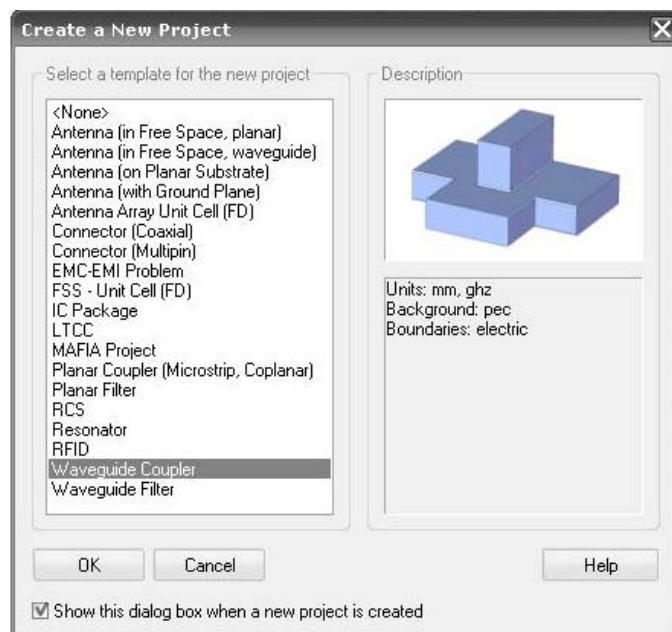 Create a New Project
Select a template for the new project
<None>
Antenna (in Free Space, planar)
Antenna (in Free Space, waveguide)
Antenna (on Planar Substrate)
Antenna (with Ground Plane)
Antenna Array Unit Cell (FD)
Connector (Coaxial)
Connector (Multipin)
EMC-EMI Problem
FSS - Unit Cell (FD)
IC Package
LTCC
MAFIA Project
Planar Coupler (Microstrip, Coplanar)
Planar Filter
RCS
Resonator
RFID
Waveguide Coupler
Waveguide Filter
Description
Units: mm, ghz
Background: pec
Boundaries: electric
OK
Cancel
Help
Show this dialog box when a new project is created